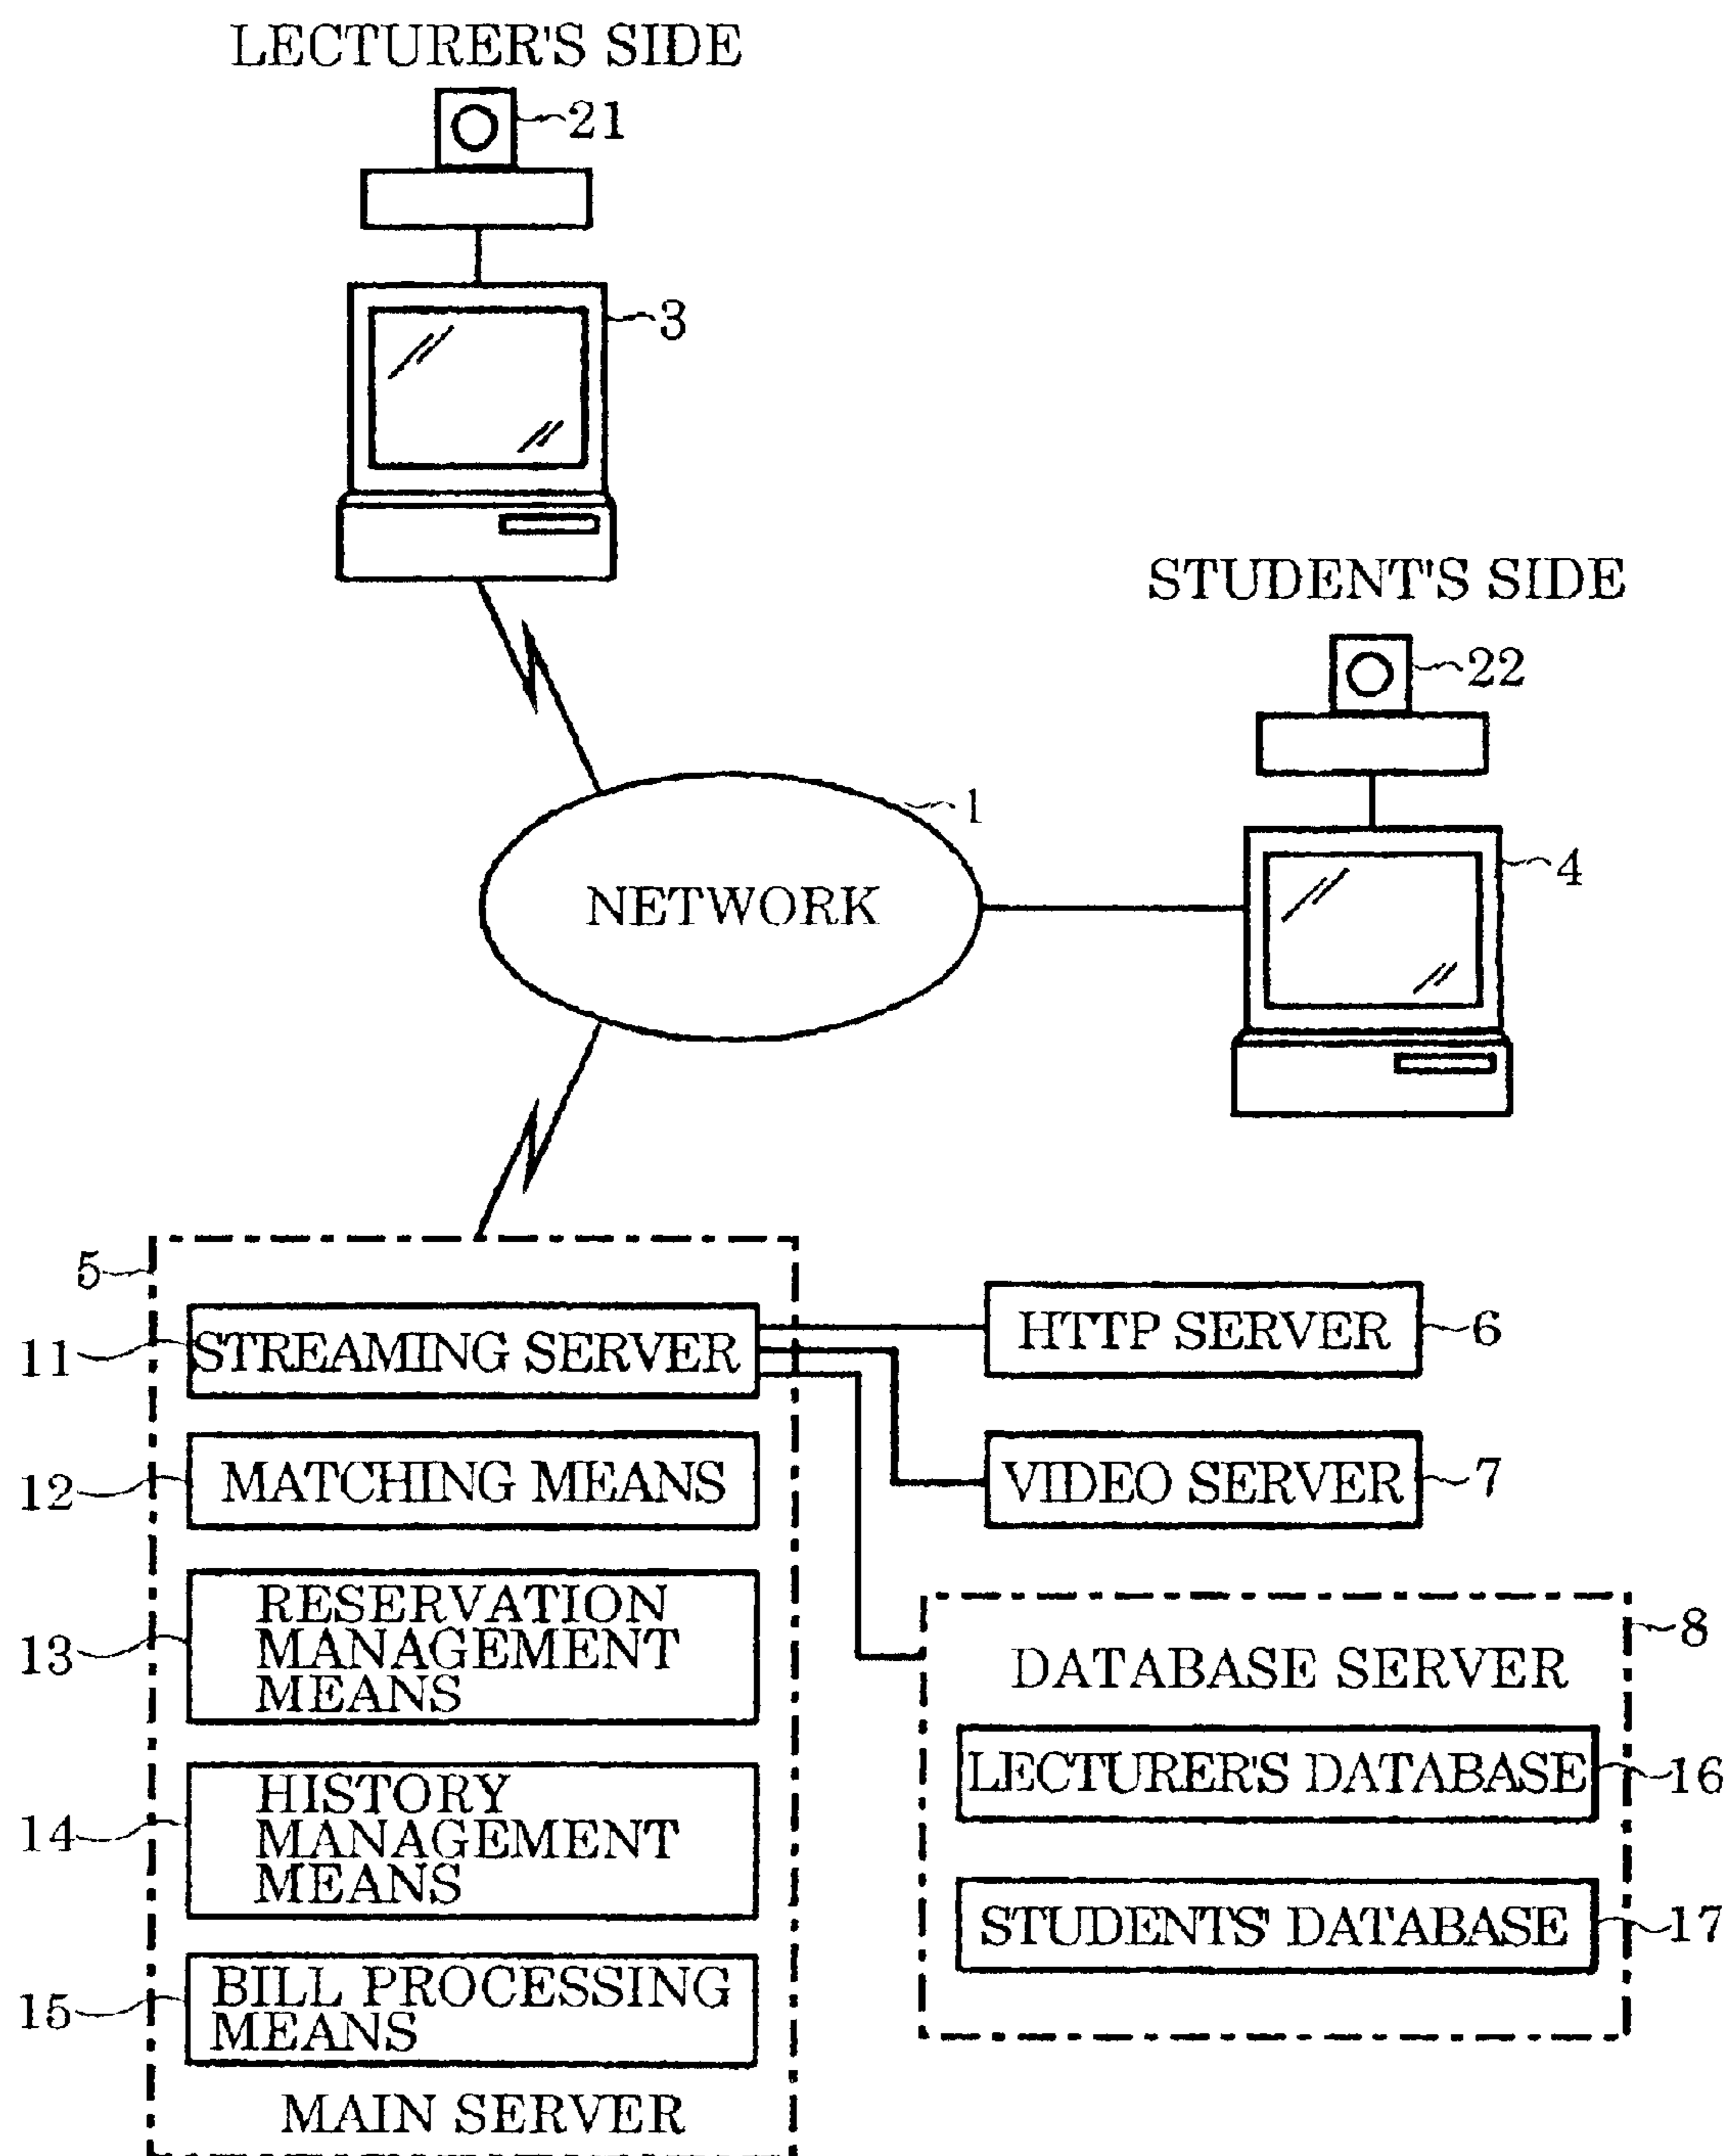 LECTURER'S SIDE
21
3
STUDENT'S SIDE
22
1
4
NETWORK
5
11
STREAMING SERVER
HTTP SERVER
6
12
MATCHING MEANS
VIDEO SERVER
7
13
RESERVATION
MANAGEMENT
MEANS
8
DATABASE SERVER
LECTURER'S DATABASE
16
14
HISTORY
MANAGEMENT
MEANS
STUDENTS' DATABASE
17
15
BILL PROCESSING
MEANS
MAIN SERVER